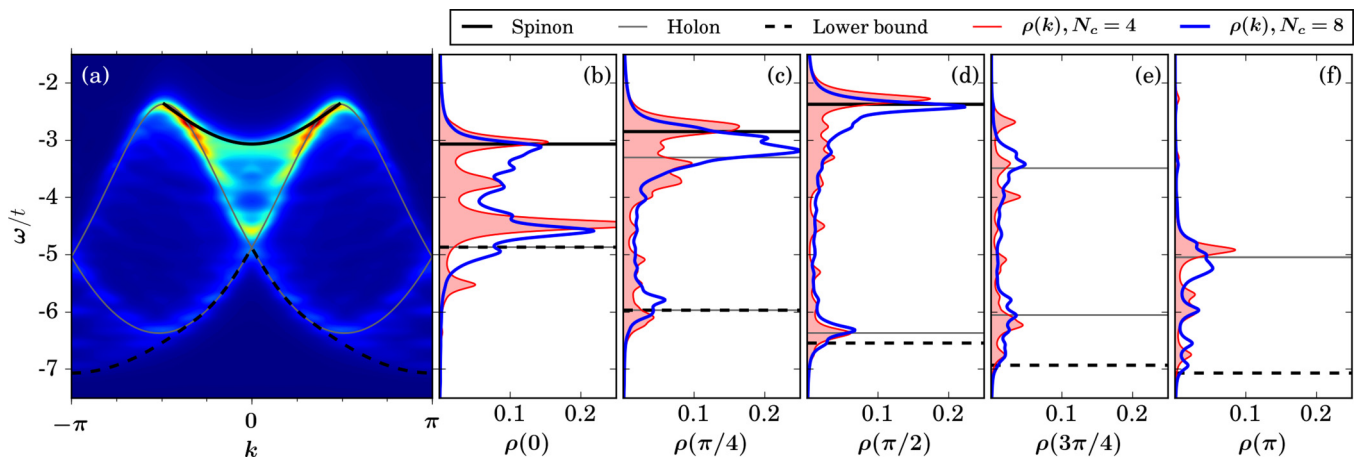 Spinon Holon Lower bound ρ(k), N_c = 4 ρ(k), N_c = 8
(a) (b) (c) (d) (e) (f)
-2
-3
-4
-5
-6
-7
ω/t
−π 0 π
k
0.1 0.2 0.1 0.2 0.1 0.2 0.1 0.2 0.1 0.2
ρ(0) ρ(π/4) ρ(π/2) ρ(3π/4) ρ(π)